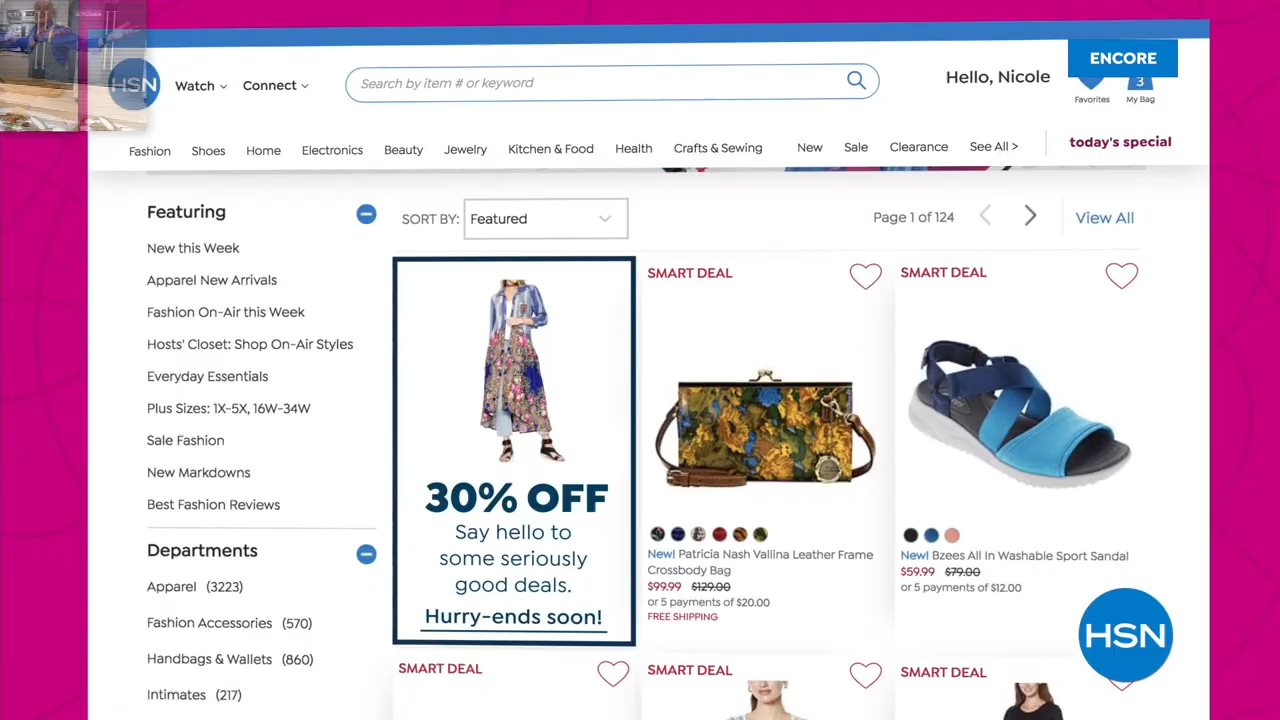 KITCHEN
HSN
Watch
Connect
Search by item # or keyword
Hello, Nicole
ENCORE
3
Favorites
My Bag
Fashion
Shoes
Home
Electronics
Beauty
Jewelry
Kitchen & Food
Health
Crafts & Sewing
New
Sale
Clearance
See All >
today's special
Featuring
New this Week
Apparel New Arrivals
Fashion On-Air this Week
Hosts' Closet: Shop On-Air Styles
Everyday Essentials
Plus Sizes: 1X-5X, 16W-34W
Sale Fashion
New Markdowns
Best Fashion Reviews
Departments
Apparel (3223)
Fashion Accessories (570)
Handbags & Wallets (860)
Intimates (217)
SORT BY: Featured
Page 1 of 124
View All
30% OFF
Say hello to
some seriously
good deals.
Hurry-ends soon!
SMART DEAL
New! Patricia Nash Vallina Leather Frame
Crossbody Bag
$99.99 $129.00
or 5 payments of $20.00
FREE SHIPPING
SMART DEAL
New! Bzees All In Washable Sport Sandal
$59.99 $79.00
or 5 payments of $12.00
HSN
SMART DEAL
SMART DEAL
SMART DEAL